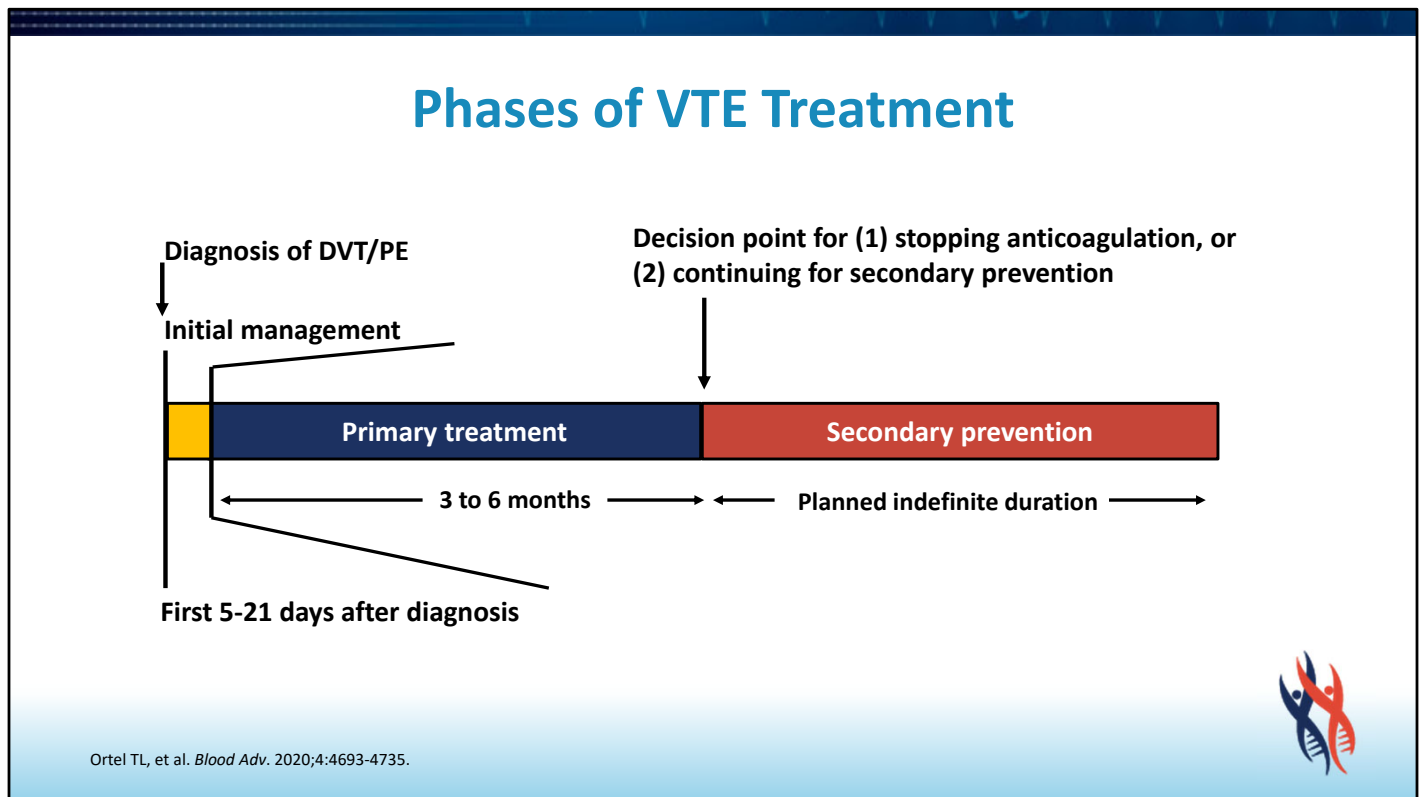 Phases of VTE Treatment
Diagnosis of DVT/PE
Decision point for (1) stopping anticoagulation, or
(2) continuing for secondary prevention
Initial management
Primary treatment
Secondary prevention
3 to 6 months
Planned indefinite duration
First 5-21 days after diagnosis
Ortel TL, et al. Blood Adv. 2020;4:4693-4735.